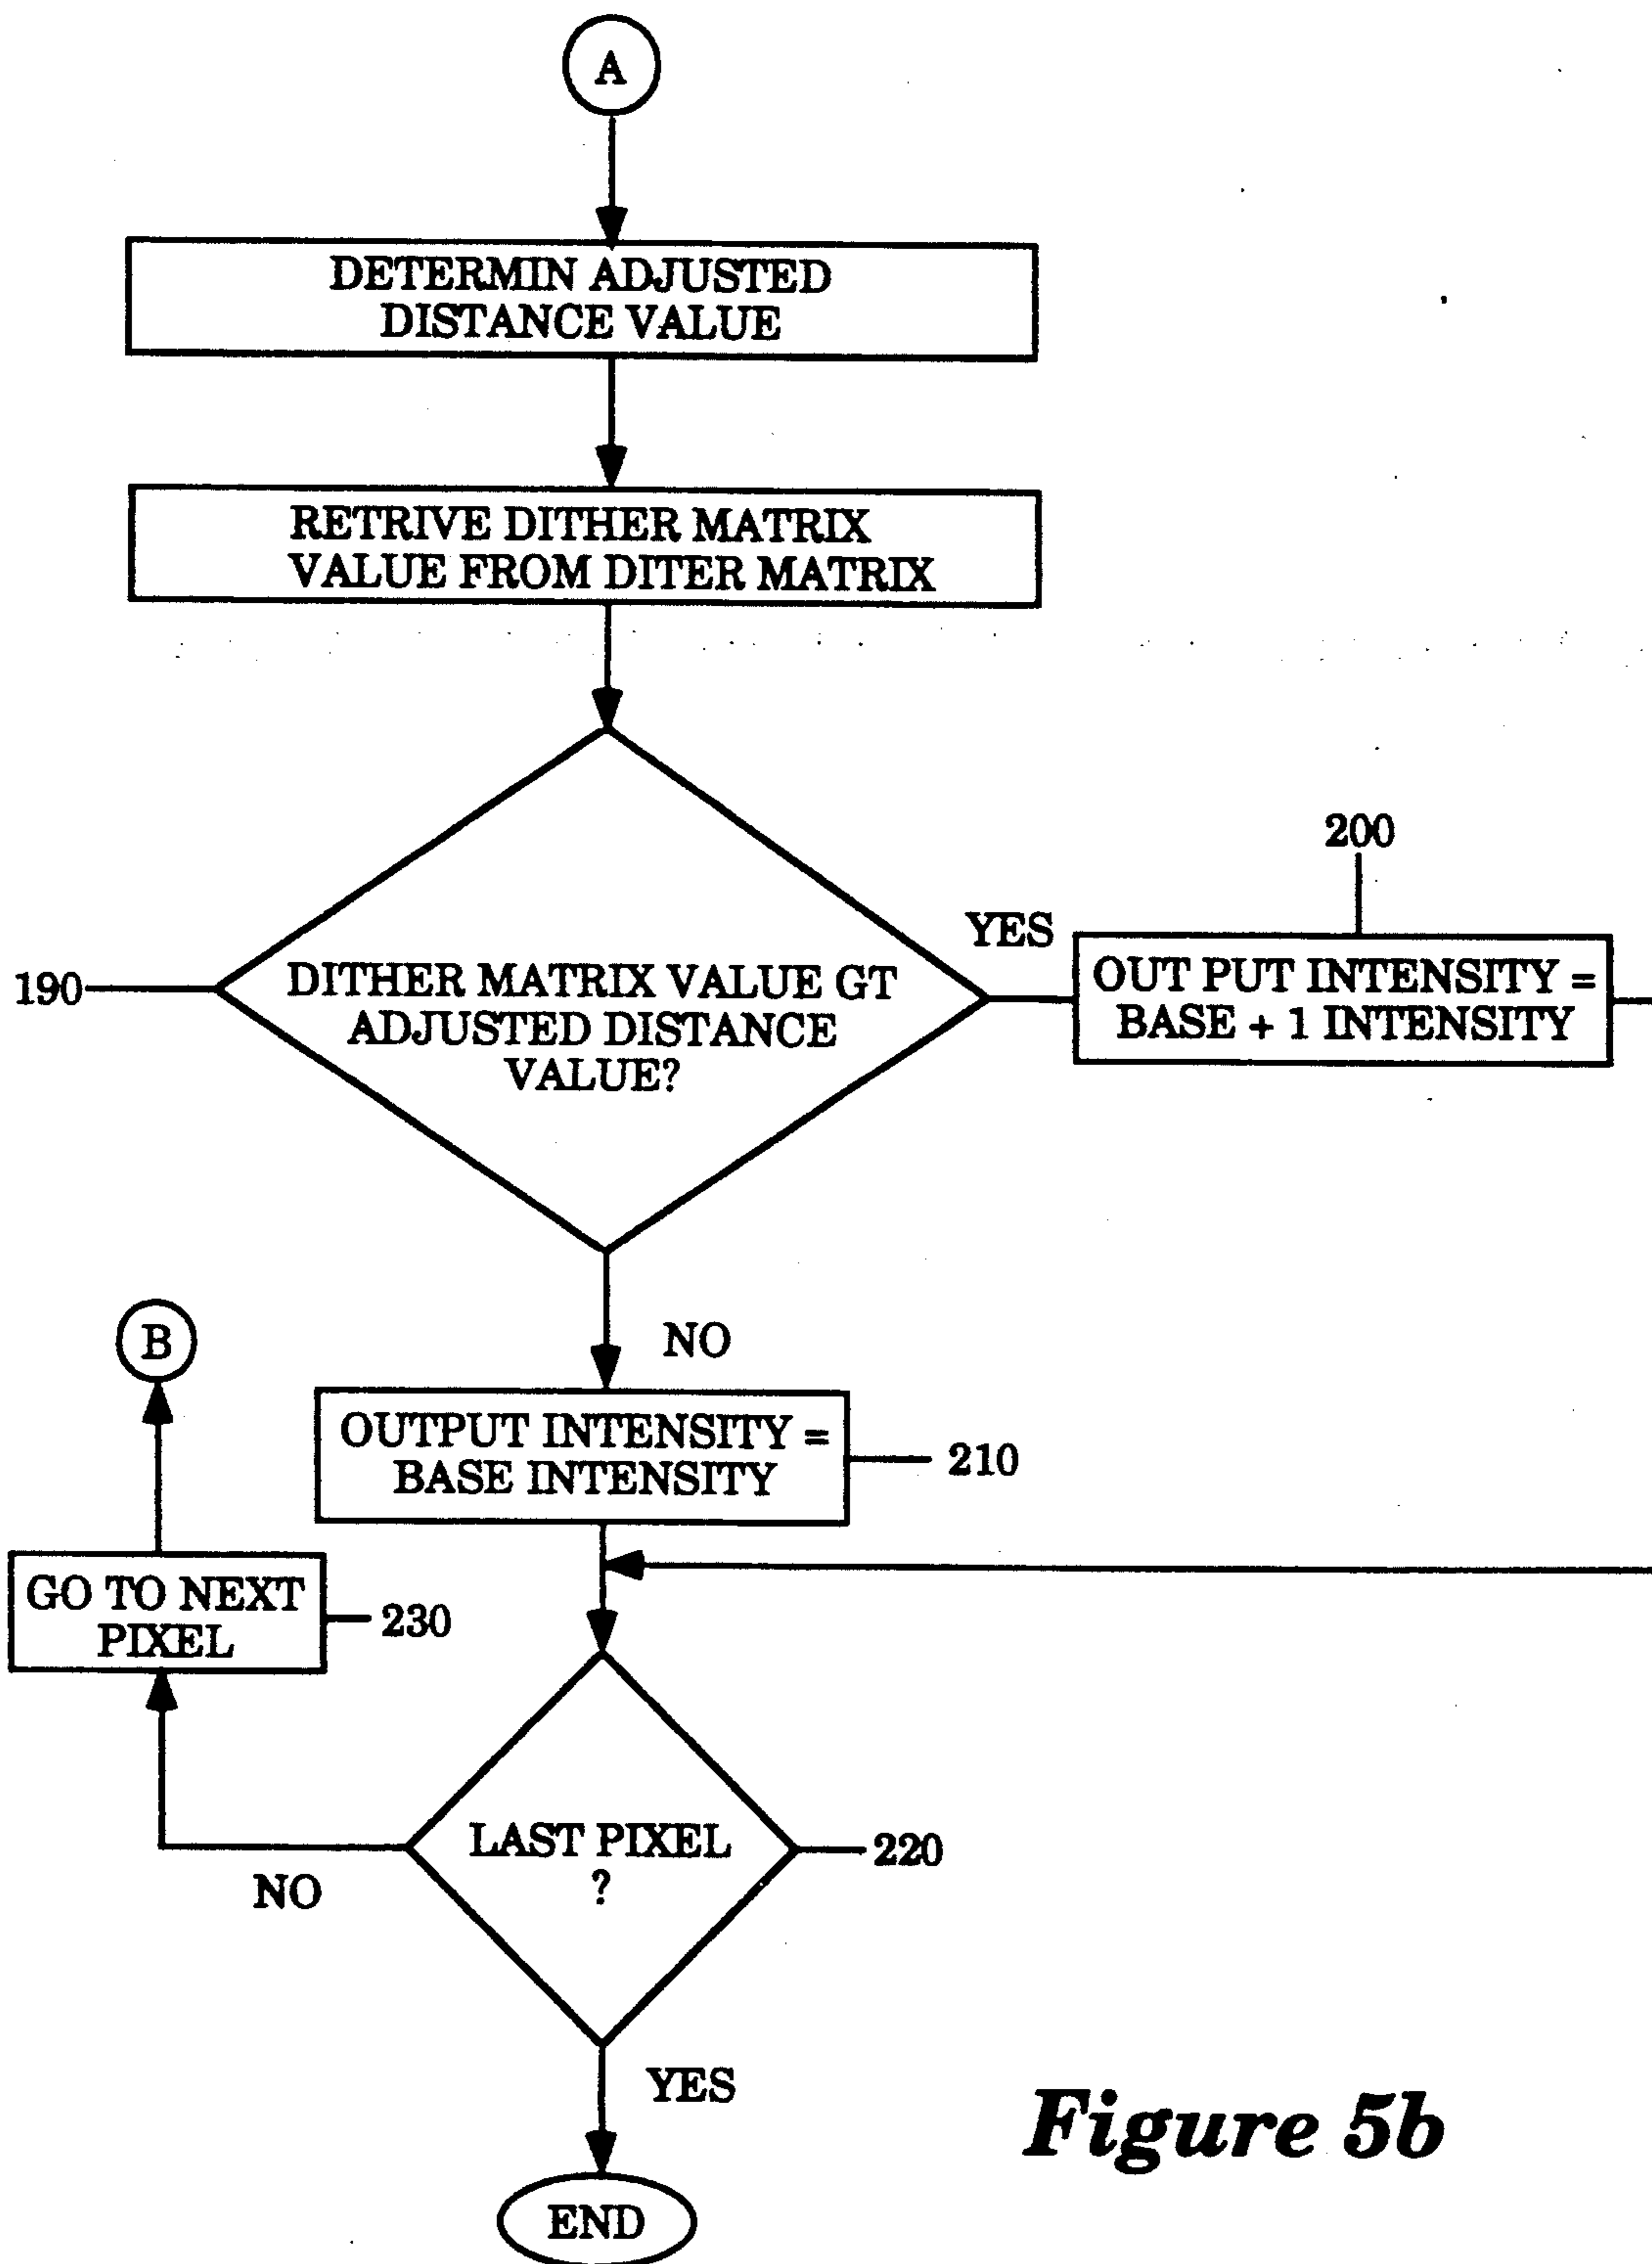 A
DETERMIN ADJUSTED
DISTANCE VALUE
RETRIVE DITHER MATRIX
VALUE FROM DITER MATRIX
200
YES
190
DITHER MATRIX VALUE GT
ADJUSTED DISTANCE
VALUE?
OUT PUT INTENSITY =
BASE + 1 INTENSITY
B
NO
OUTPUT INTENSITY =
BASE INTENSITY
210
GO TO NEXT
PIXEL
230
LAST PIXEL
?
220
NO
YES
Figure 5b
END